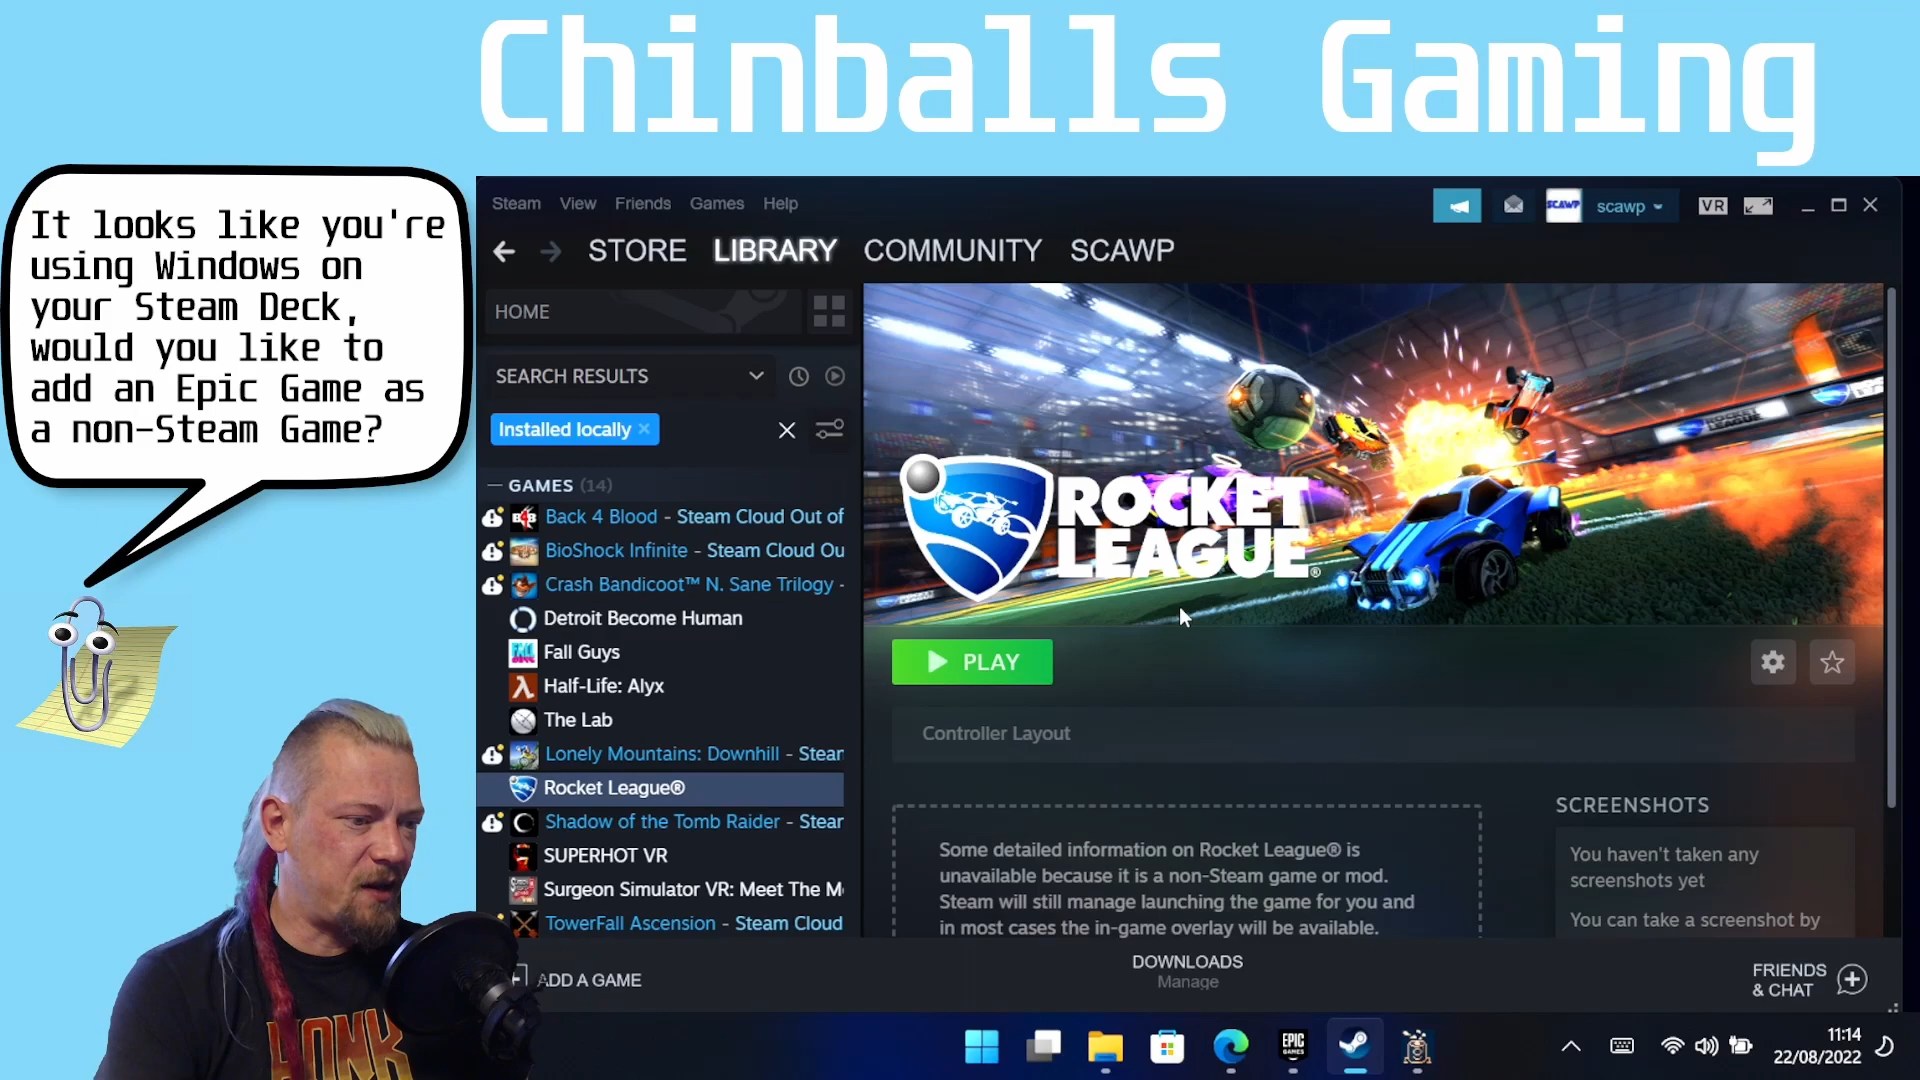 Chinballs Gaming
It looks like you're
using Windows on
your Steam Deck,
would you like to
add an Epic Game as
a non-Steam Game?
Steam View Friends Games Help
SCAWP scawp VR
STORE LIBRARY COMMUNITY SCAWP
HOME
SEARCH RESULTS
Installed locally
GAMES (14)
B4B Back 4 Blood - Steam Cloud Out of
BioShock Infinite - Steam Cloud Ou
Crash Bandicoot™ N. Sane Trilogy -
Detroit Become Human
Fall Guys
Half-Life: Alyx
The Lab
Lonely Mountains: Downhill - Stear
Rocket League®
Shadow of the Tomb Raider - Stear
SUPERHOT VR
Surgeon Simulator VR: Meet The M
TowerFall Ascension - Steam Cloud
ADD A GAME
ROCKET
LEAGUE®
PLAY
Controller Layout
Some detailed information on Rocket League® is
unavailable because it is a non-Steam game or mod.
Steam will still manage launching the game for you and
in most cases the in-game overlay will be available.
SCREENSHOTS
You haven't taken any
screenshots yet
You can take a screenshot by
DOWNLOADS
Manage
FRIENDS
& CHAT
EPIC
GAMES
11:14
22/08/2022
HONK